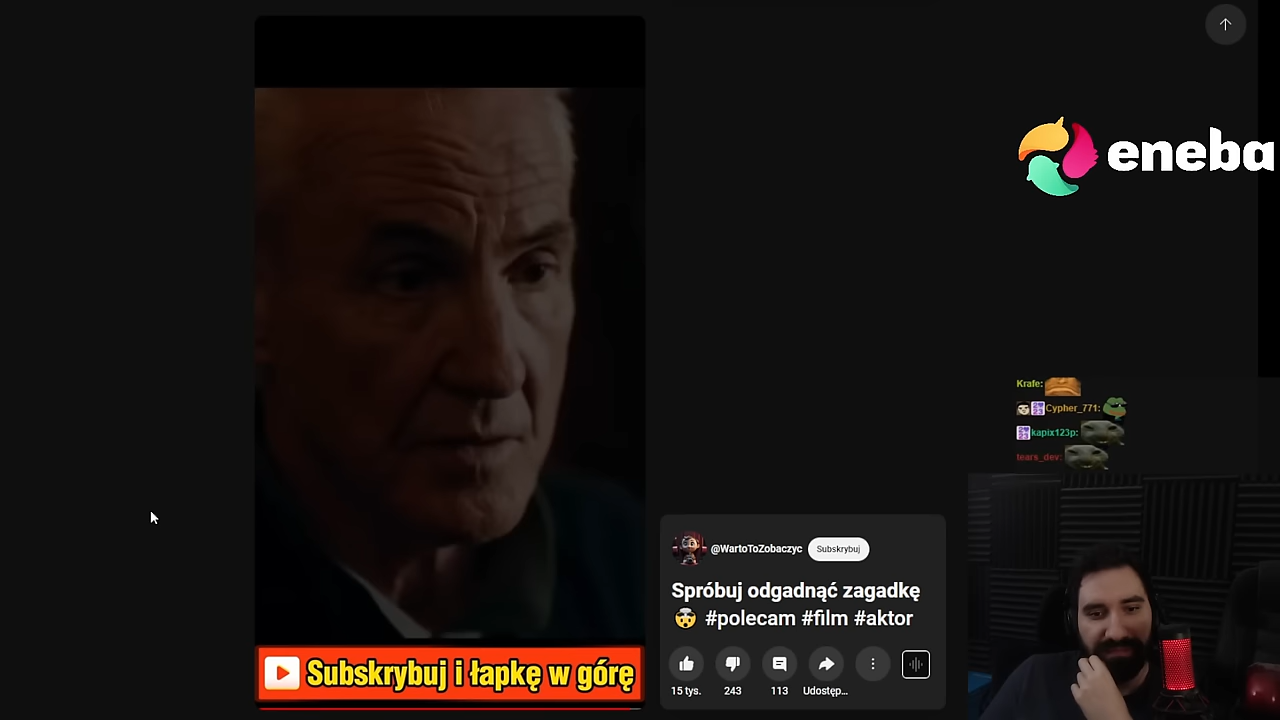 eneba
Krafe:
Cypher_771:
kapix123p:
tears_dev:
@WartoToZobaczyc
Subskrybuj
Spróbuj odgadnąć zagadkę
🤯 #polecam #film #aktor
Subskrybuj i łapkę w górę
15 tys.
243
113
Udostęp...